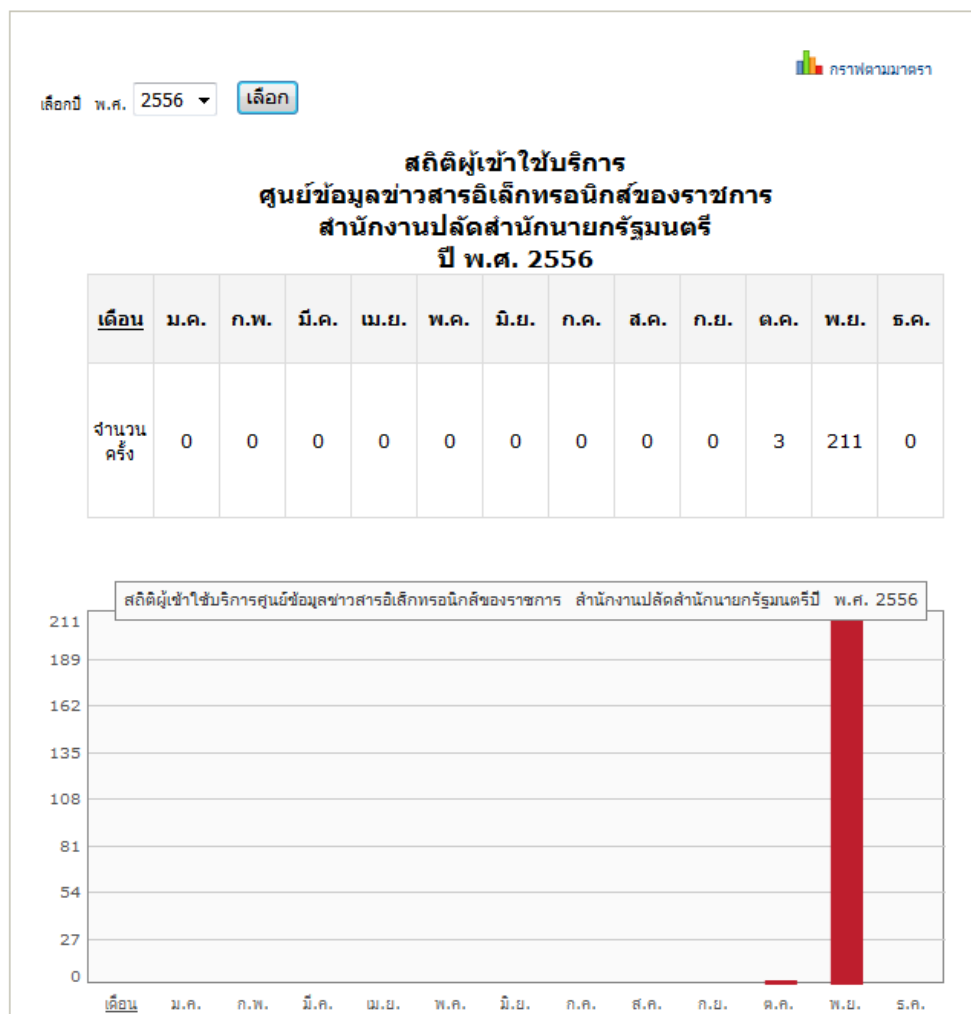 กราฟตามมาตรา
เลือกปี พ.ศ. 2556 เลือก
สถิติผู้เข้าใช้บริการ
ศูนย์ข้อมูลข่าวสารอิเล็กทรอนิกส์ของราชการ
สำนักงานปลัดสำนักนายกรัฐมนตรี
ปี พ.ศ. 2556
เดือน ม.ค. ก.พ. มี.ค. เม.ย. พ.ค. มิ.ย. ก.ค. ส.ค. ก.ย. ต.ค. พ.ย. ธ.ค.
จำนวน
ครั้ง 0 0 0 0 0 0 0 0 0 3 211 0
สถิติผู้เช้าใช้บริการศูนย์ข้อมูลข่าวสารอิเล็กทรอนิกส์ของราชการ สำนักงานปลัดสำนักนายกรัฐมนตรีปี พ.ศ. 2556
211
189
162
135
108
81
54
27
0
เดือน ม.ค. ก.พ. มี.ค. เม.ย. พ.ค. มิ.ย. ก.ค. ส.ค. ก.ย. ต.ค. พ.ย. ธ.ค.